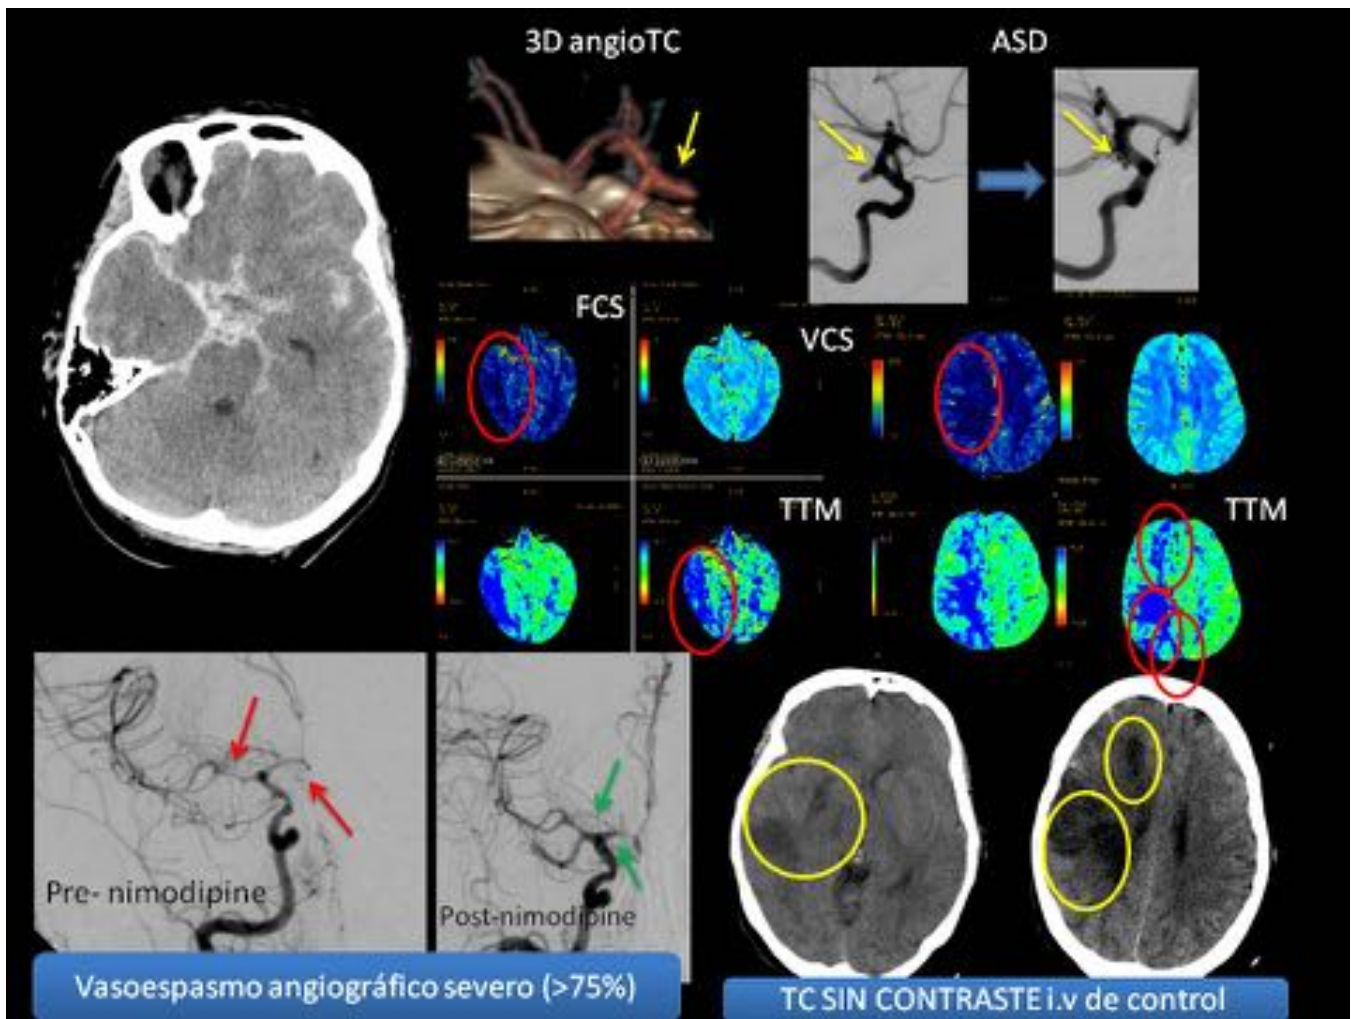 3D angioTC
ASD
FCS
VCS
TTM
TTM
Pre- nimodipine
Post-nimodipine
Vasoespasmo angiográfico severo (>75%)
TC SIN CONTRASTE i.v de control